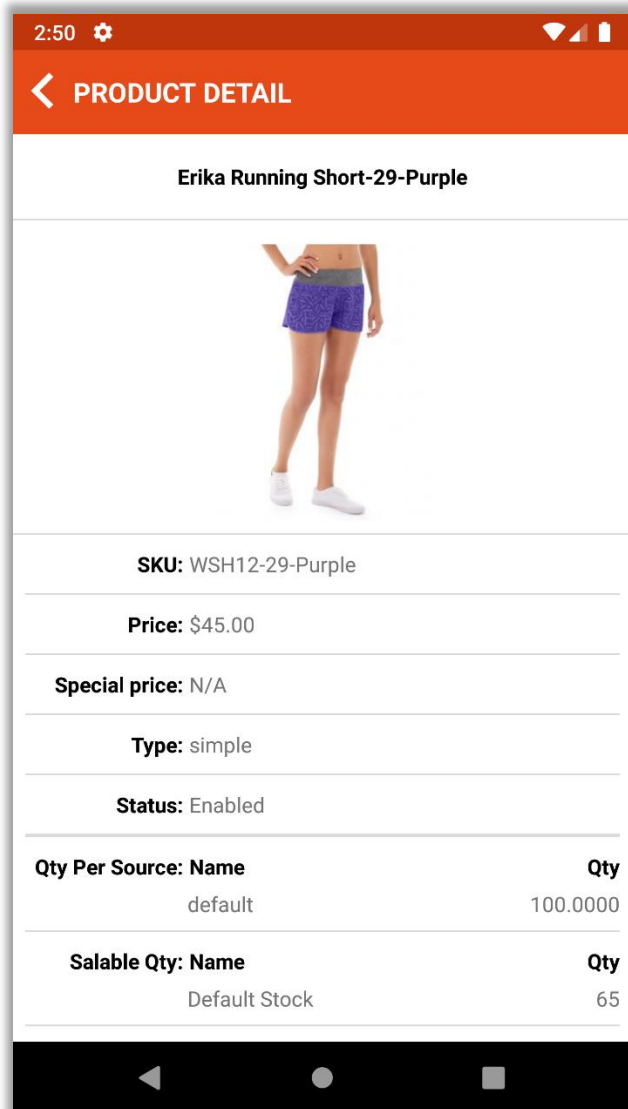 2:50
PRODUCT DETAIL
Erika Running Short-29-Purple
SKU: WSH12-29-Purple
Price: $45.00
Special price: N/A
Type: simple
Status: Enabled
Qty Per Source: Name Qty
default 100.0000
Salable Qty: Name Qty
Default Stock 65